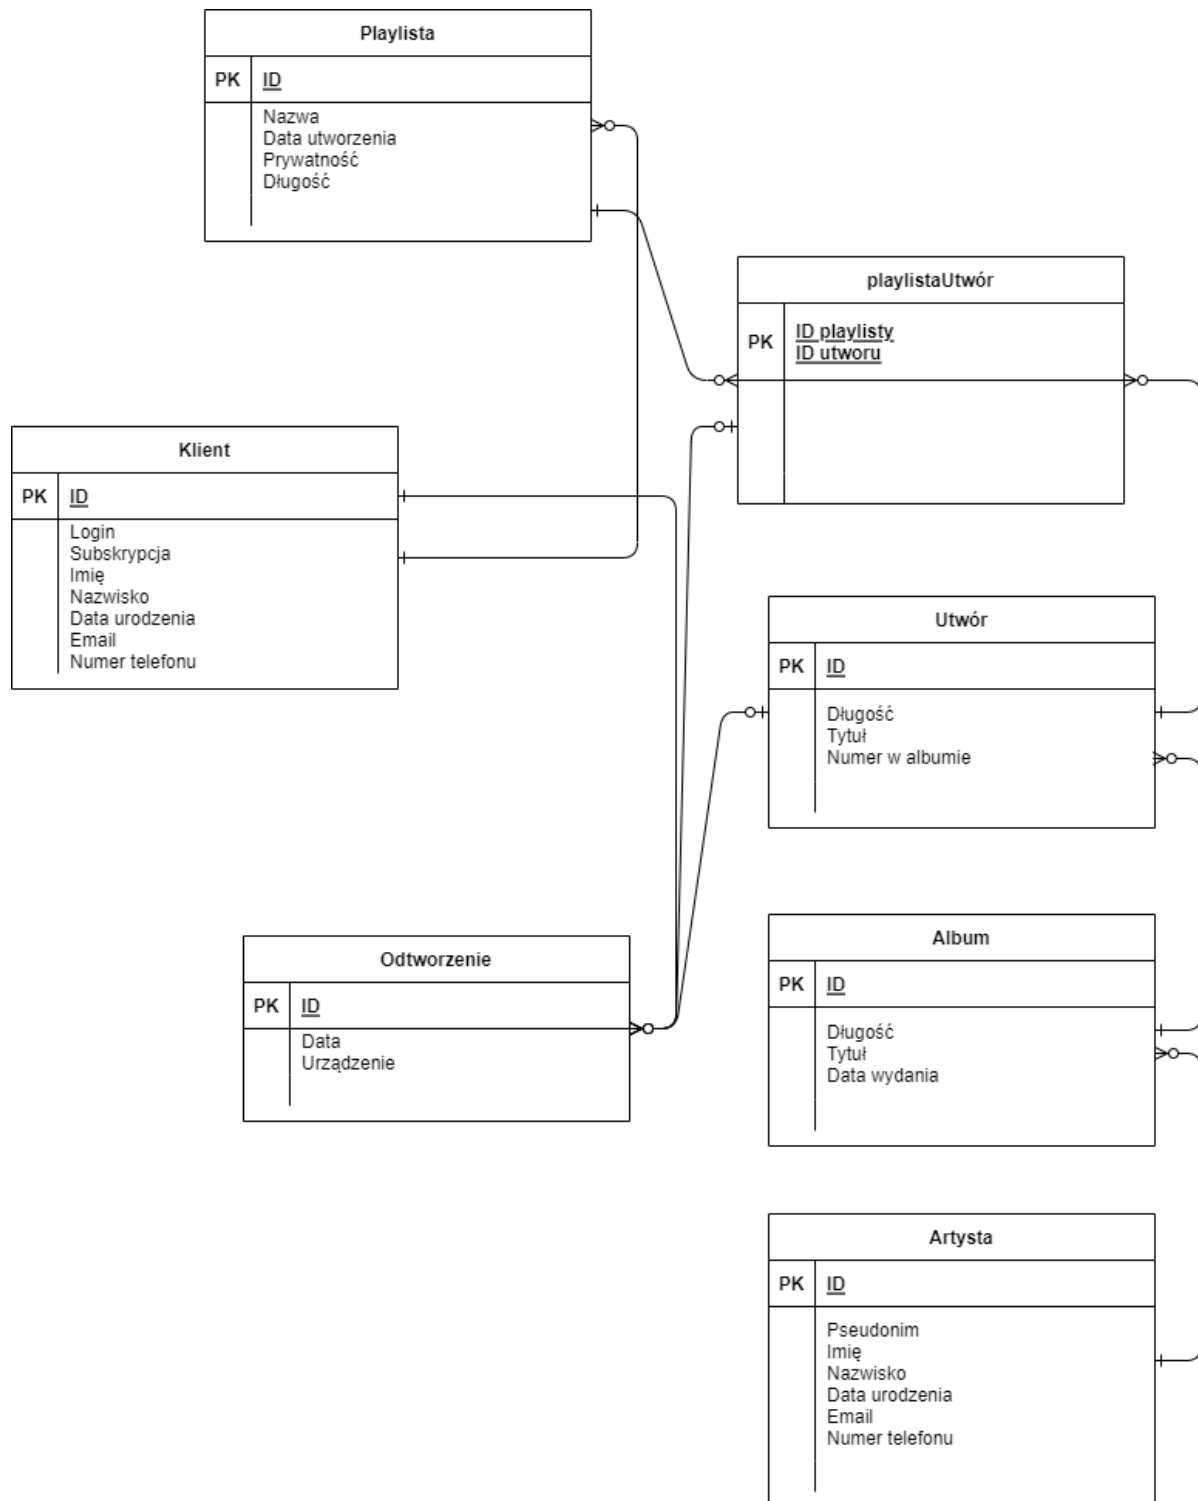 Playlista
PK ID
Nazwa
Data utworzenia
Prywatność
Długość
playlistaUtwór
PK ID playlisty
ID utworu
Klient
PK ID
Login
Subskrypcja
Imię
Nazwisko
Data urodzenia
Email
Numer telefonu
Utwór
PK ID
Długość
Tytuł
Numer w albumie
Album
PK ID
Długość
Tytuł
Data wydania
Odtworzenie
PK ID
Data
Urządzenie
Artysta
PK ID
Pseudonim
Imię
Nazwisko
Data urodzenia
Email
Numer telefonu